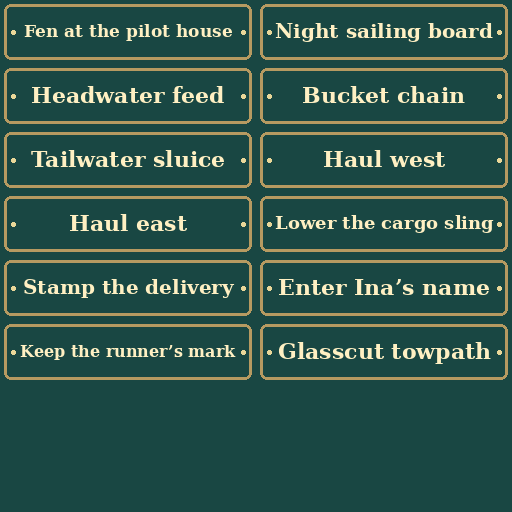 Fen at the pilot house
Night sailing board
Headwater feed
Bucket chain
Tailwater sluice
Haul west
Haul east
Lower the cargo sling
Stamp the delivery
Enter Ina’s name
Keep the runner’s mark
Glasscut towpath